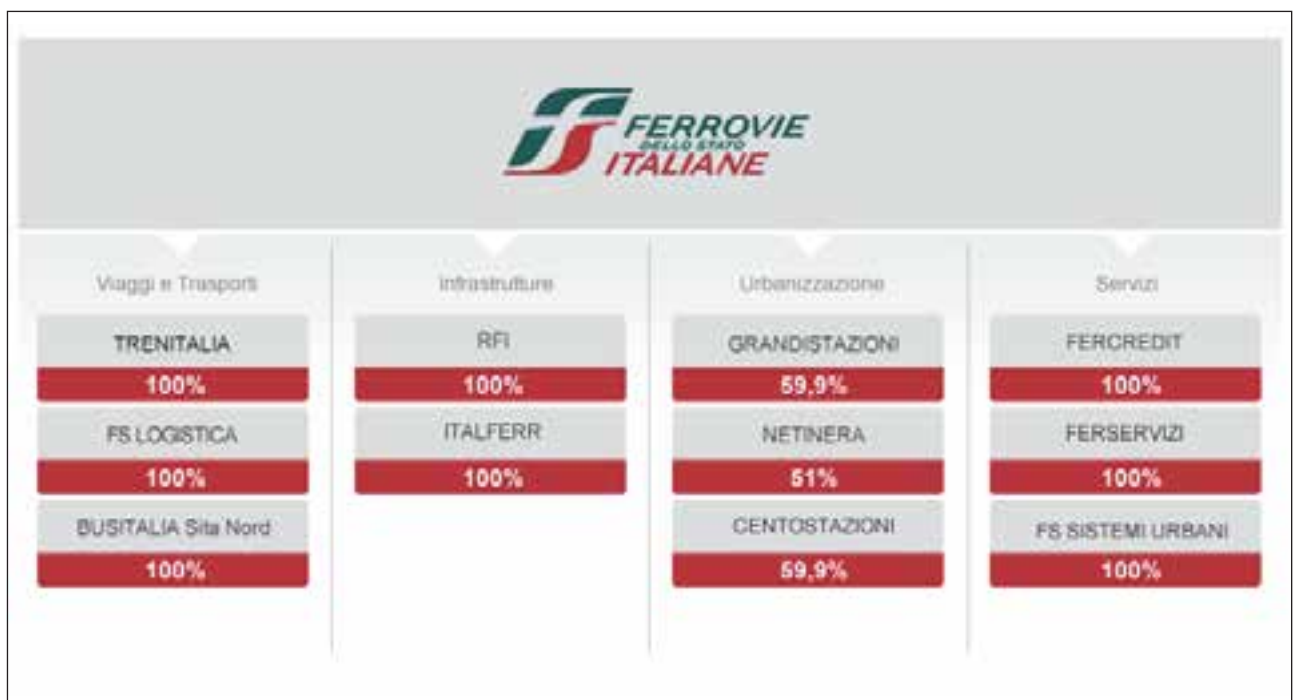 FERROVIE
DELLO STATO
ITALIANE
Viaggi e Trasporti
TRENITALIA
100%
FS LOGISTICA
100%
BUSITALIA Sita Nord
100%
Infrastrutture
RFI
100%
ITALFERR
100%
Urbanizzazione
GRANDISTAZIONI
59,9%
NETINERA
51%
CENTOSTAZIONI
59,9%
Servizi
FERCREDIT
100%
FERSERVIZI
100%
FS SISTEMI URBANI
100%